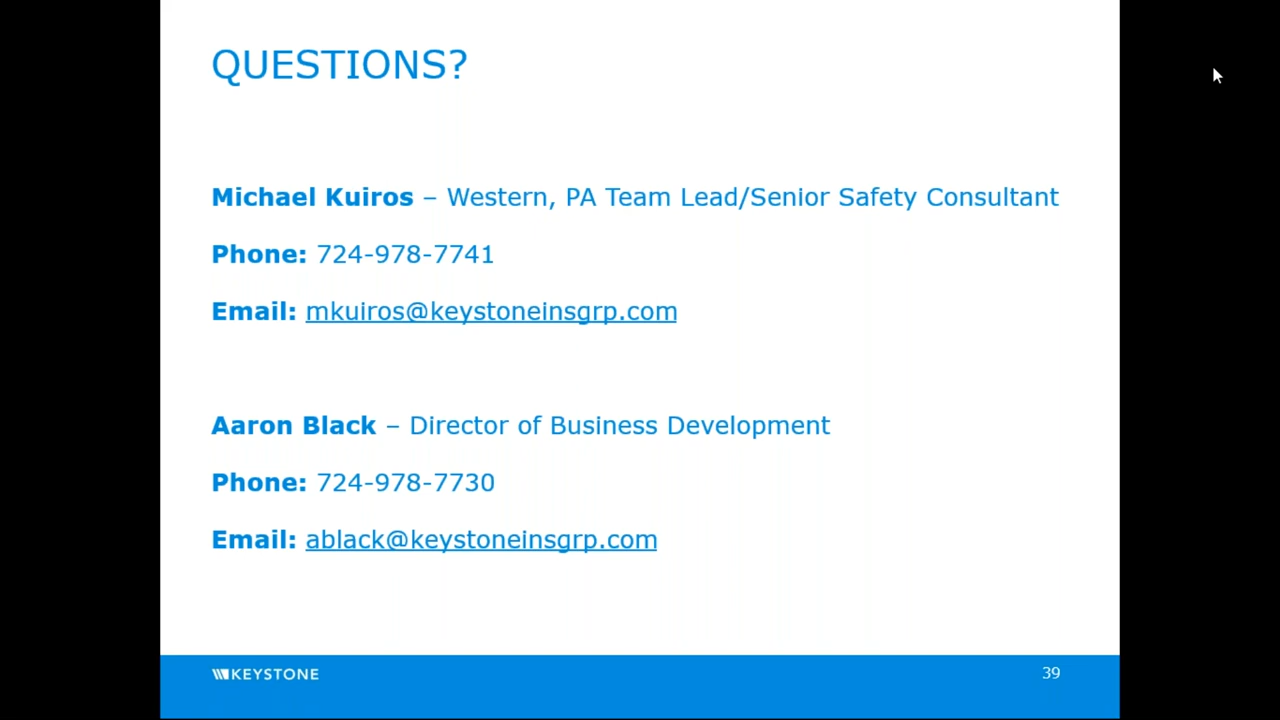 QUESTIONS?
Michael Kuiros – Western, PA Team Lead/Senior Safety Consultant
Phone: 724-978-7741
Email: mkuiros@keystoneinsgrp.com
Aaron Black – Director of Business Development
Phone: 724-978-7730
Email: ablack@keystoneinsgrp.com
KEYSTONE
39